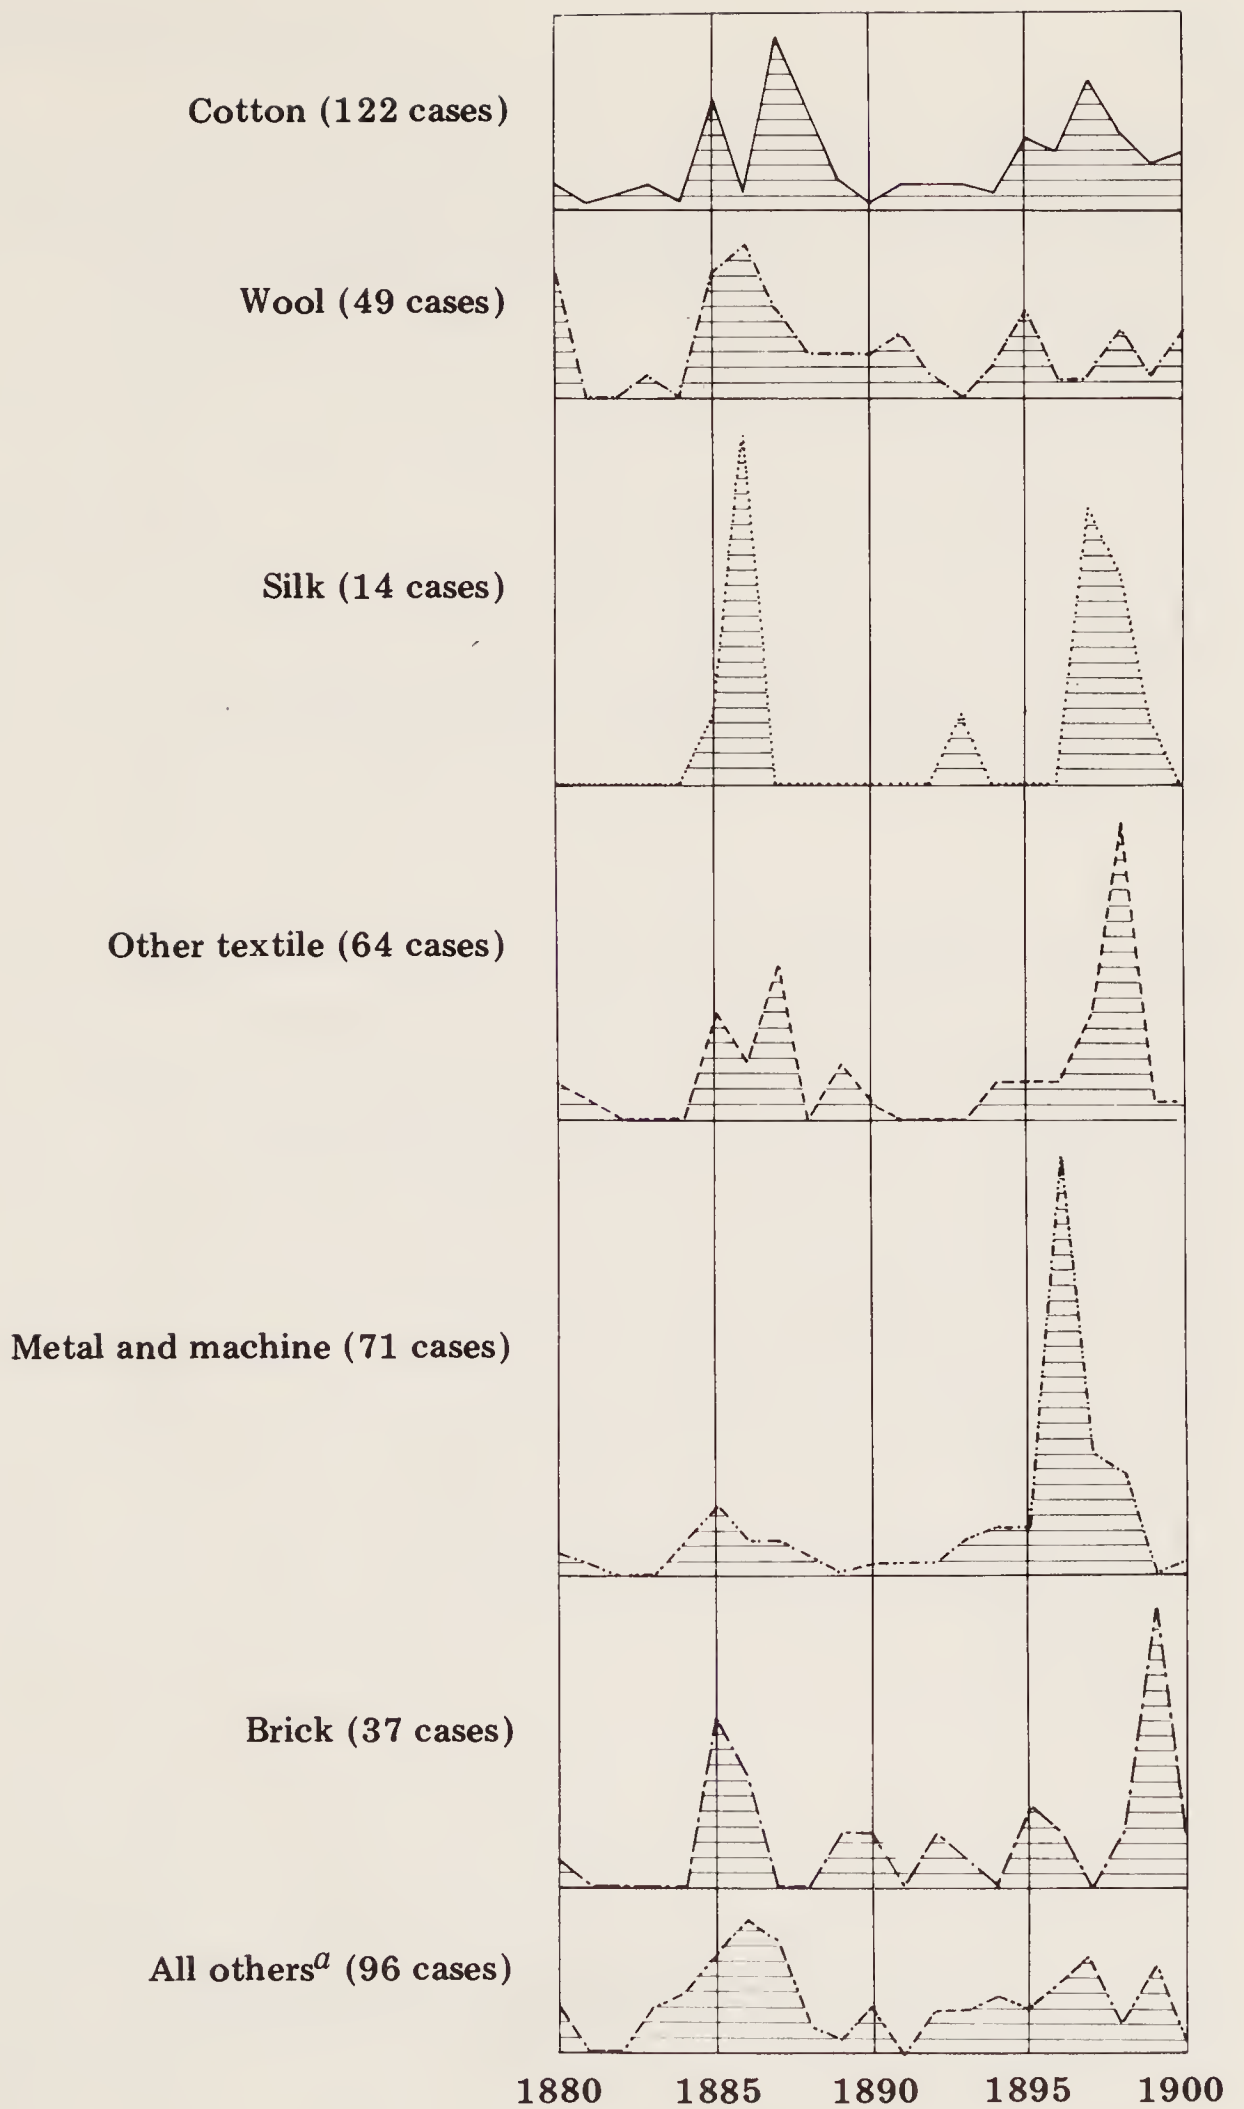 Cotton (122 cases)
Wool (49 cases)
Silk (14 cases)
Other textile (64 cases)
Metal and machine (71 cases)
Brick (37 cases)
All othersᵃ (96 cases)
1880 1885 1890 1895 1900